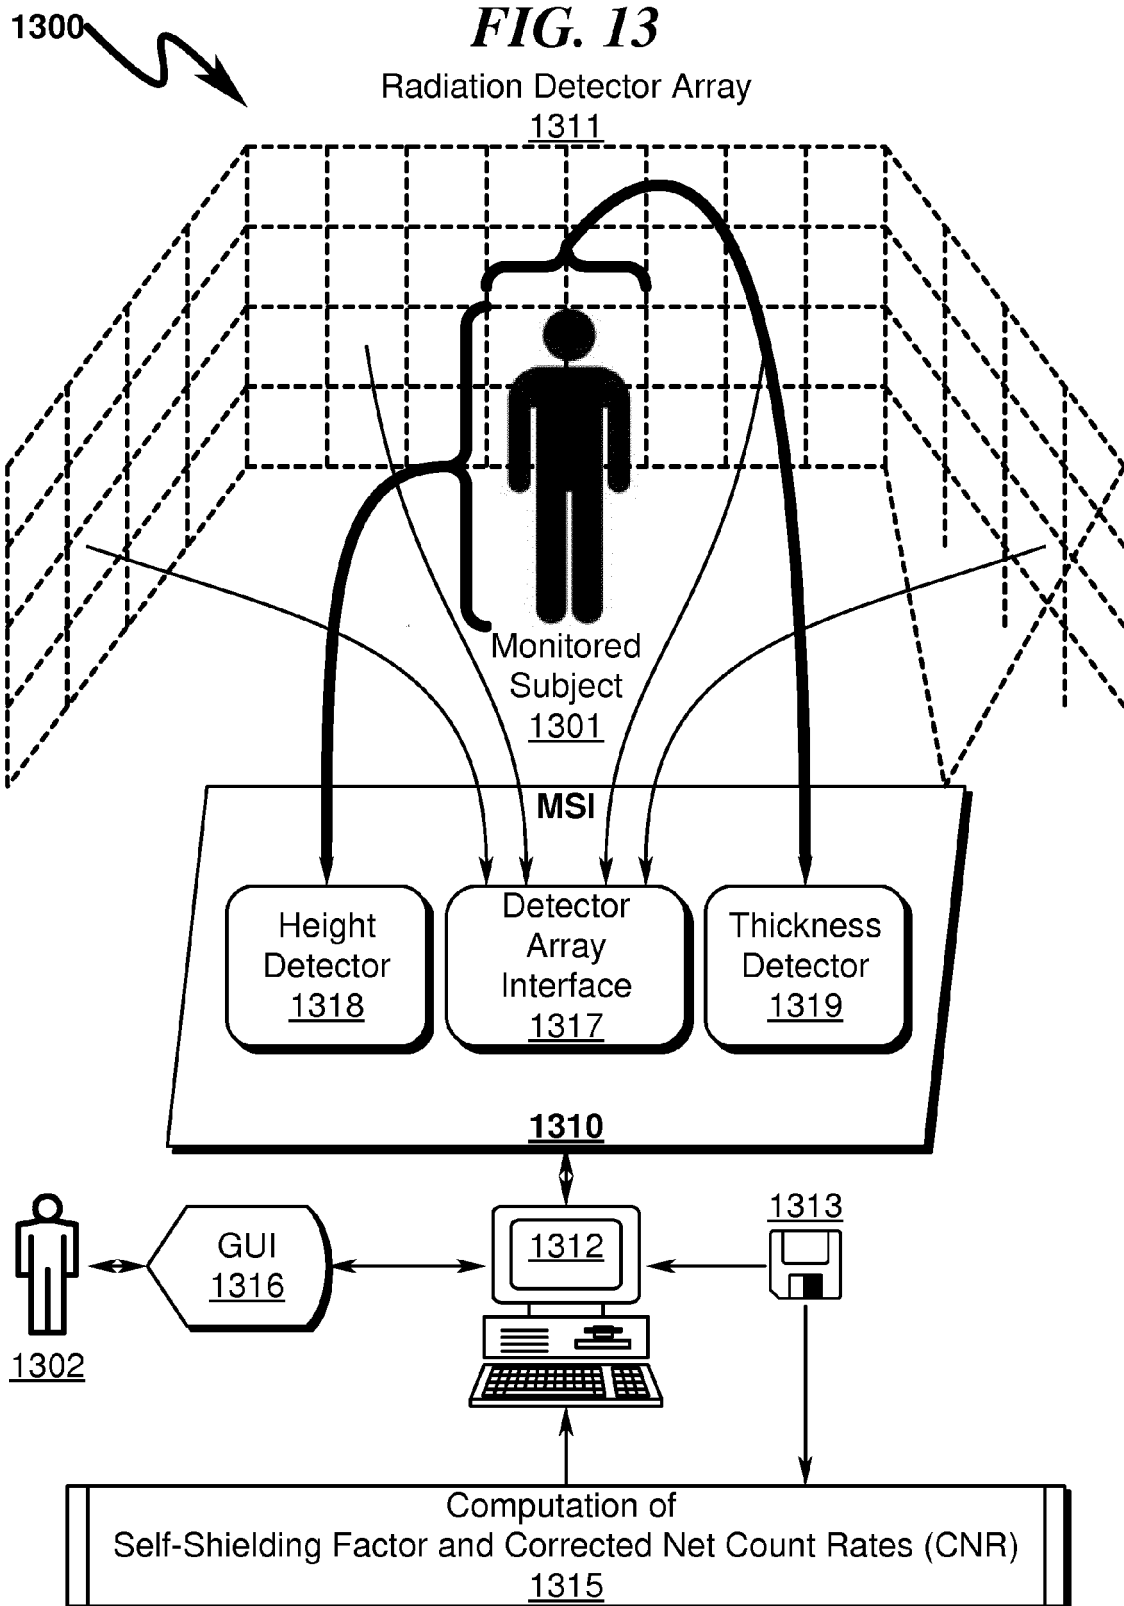 FIG. 13
1300
Radiation Detector Array
1311
Monitored
Subject
1301
MSI
Height
Detector
1318
Detector
Array
Interface
1317
Thickness
Detector
1319
1310
1302
GUI
1316
1312
1313
Computation of
Self-Shielding Factor and Corrected Net Count Rates (CNR)
1315